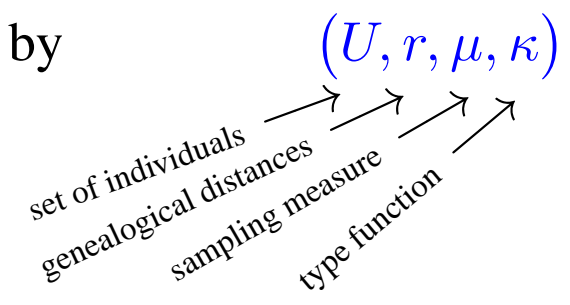 by (U, r, μ, κ)
set of individuals
genealogical distances
sampling measure
type function